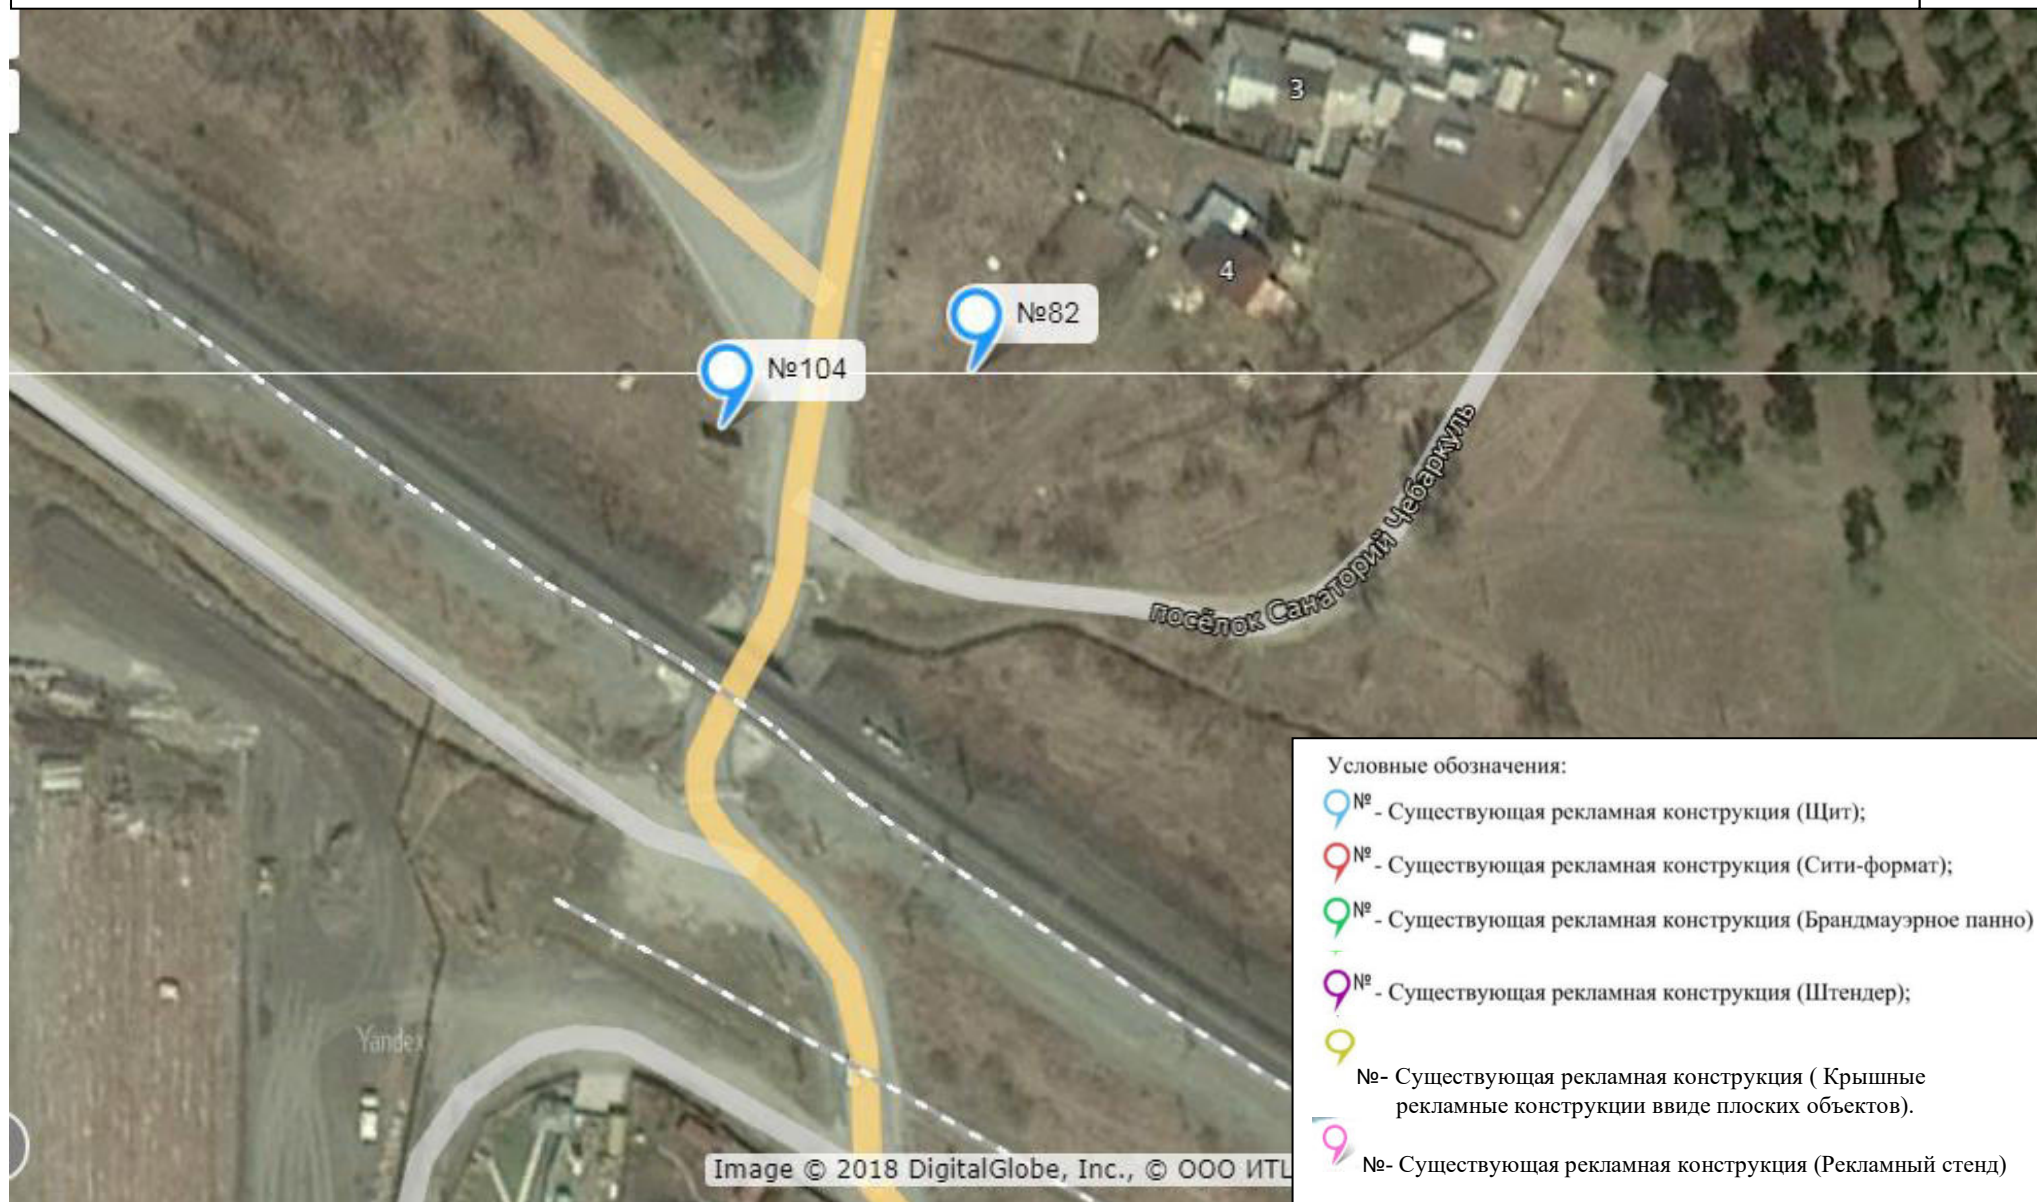 3
4
№82
№104
посёлок Санаторий Чебаркуль
Условные обозначения:
№ - Существующая рекламная конструкция (Щит);
№ - Существующая рекламная конструкция (Сити-формат);
№ - Существующая рекламная конструкция (Брандмауэрное панно)
№ - Существующая рекламная конструкция (Штендер);
№- Существующая рекламная конструкция ( Крышные
рекламные конструкции ввиде плоских объектов).
№- Существующая рекламная конструкция (Рекламный стенд)
Yandex
Image © 2018 DigitalGlobe, Inc., © ООО ИТ